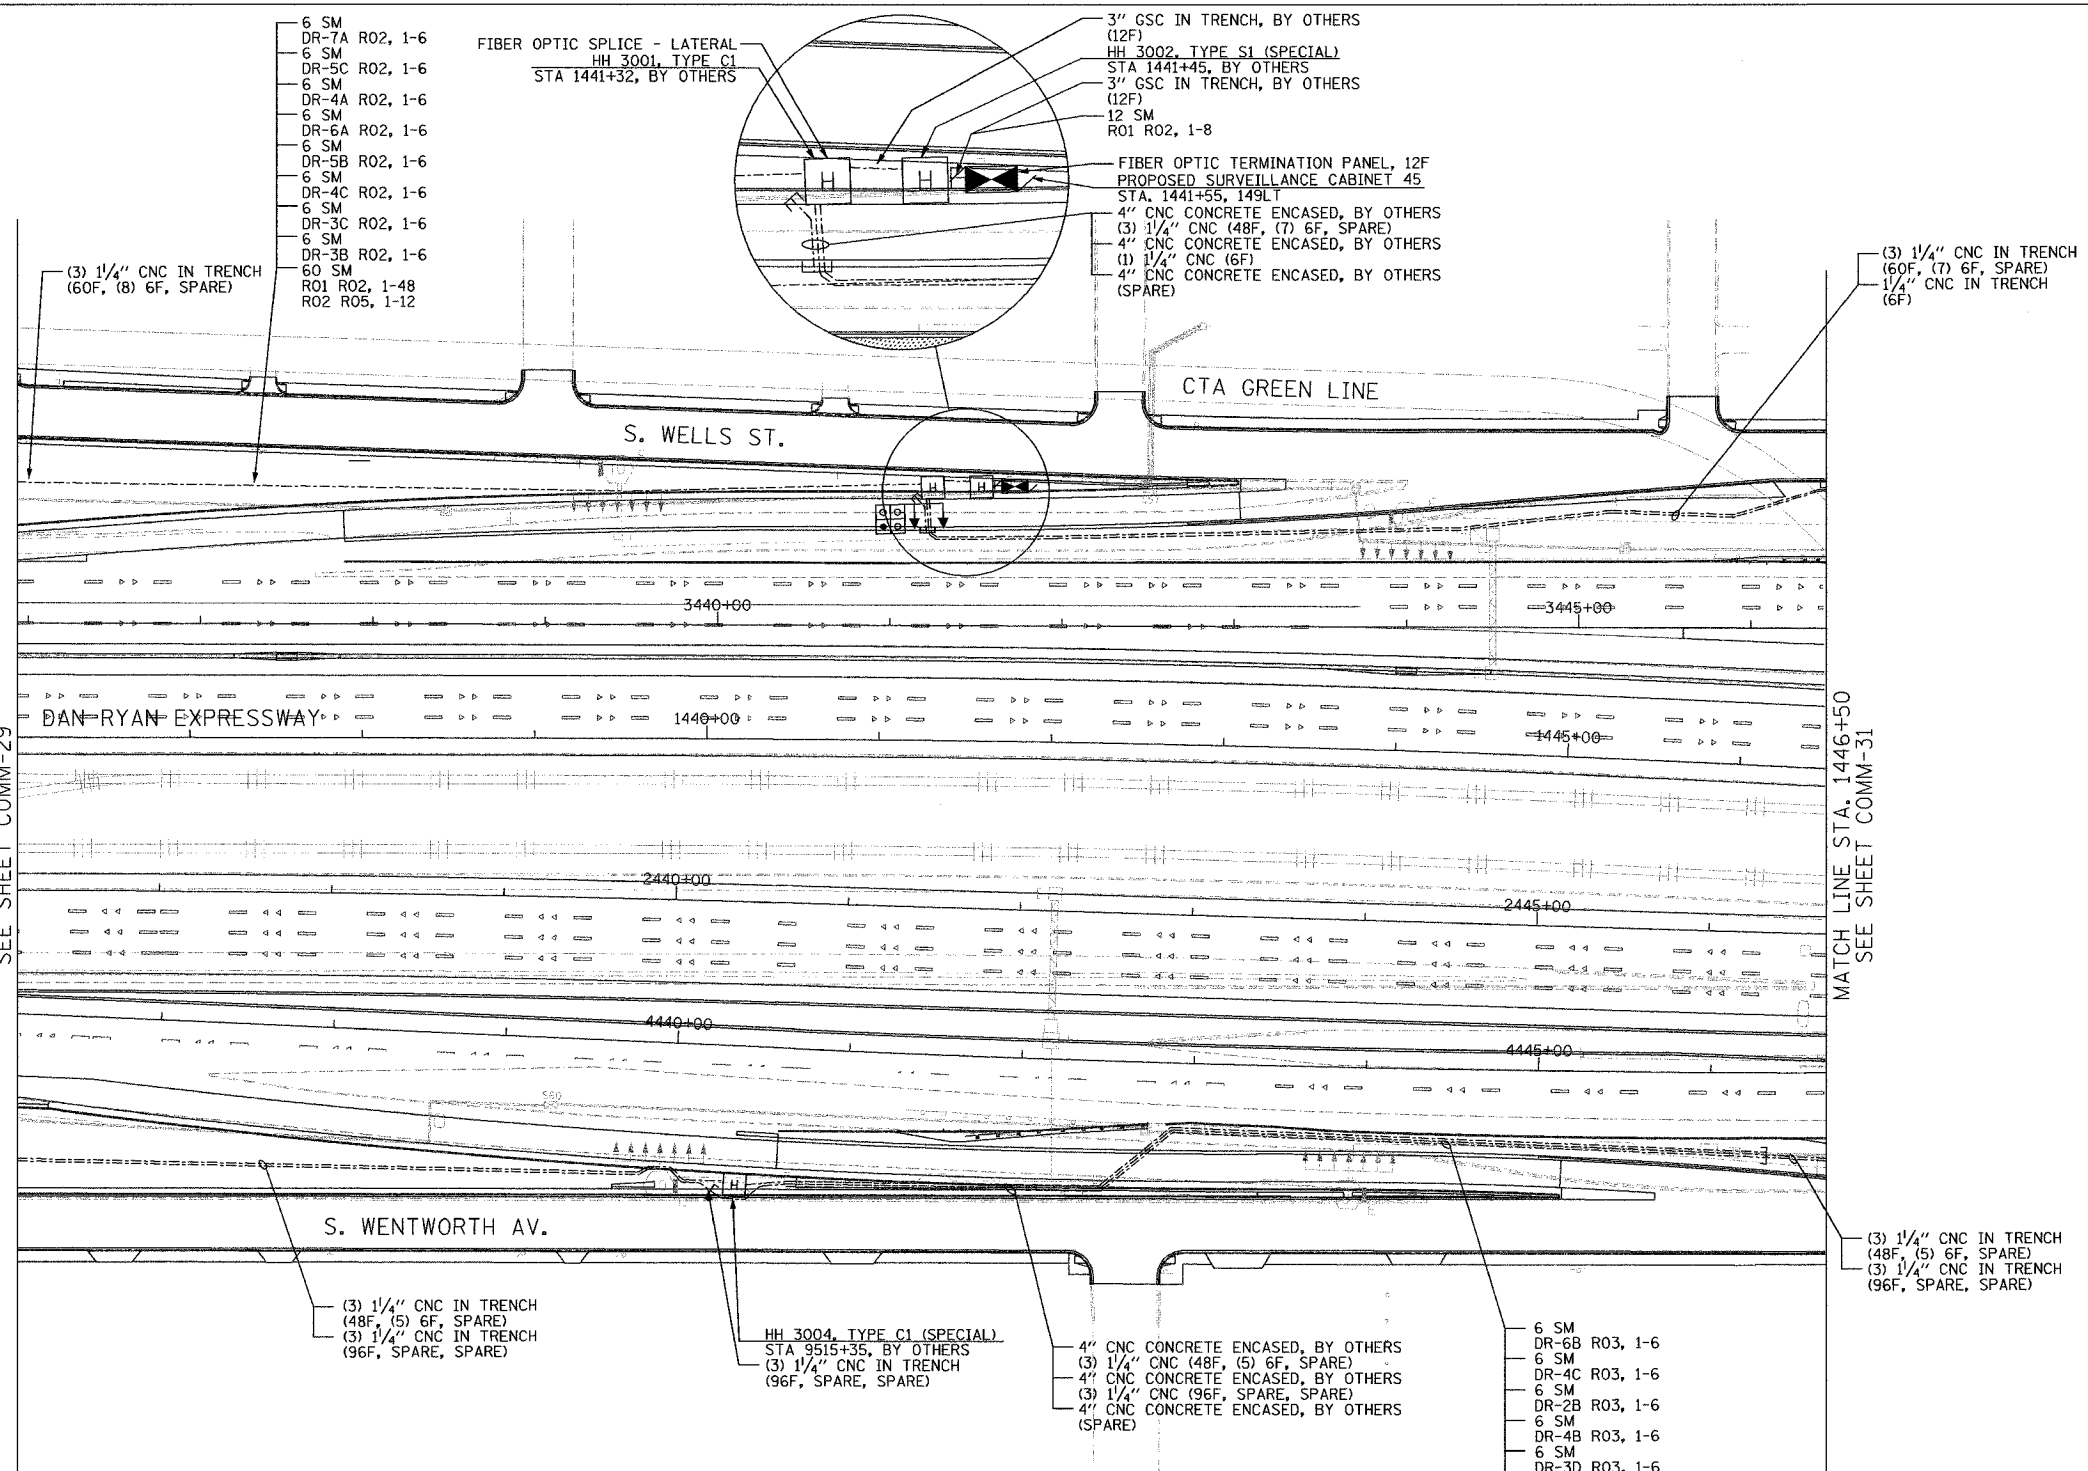 6 SM
DR-7A R02, 1-6
6 SM
DR-5C R02, 1-6
6 SM
DR-4A R02, 1-6
6 SM
DR-6A R02, 1-6
6 SM
DR-5B R02, 1-6
6 SM
DR-4C R02, 1-6
6 SM
DR-3C R02, 1-6
6 SM
DR-3B R02, 1-6
60 SM
R01 R02, 1-48
R02 R05, 1-12
(3) 1¼" CNC IN TRENCH
(60F, (8) 6F, SPARE)
FIBER OPTIC SPLICE - LATERAL
HH 3001, TYPE C1
STA 1441+32, BY OTHERS
3" GSC IN TRENCH, BY OTHERS
(12F)
HH 3002, TYPE S1 (SPECIAL)
STA 1441+45, BY OTHERS
3" GSC IN TRENCH, BY OTHERS
(12F)
12 SM
R01 R02, 1-8
FIBER OPTIC TERMINATION PANEL, 12F
PROPOSED SURVEILLANCE CABINET 45
STA. 1441+55, 149LT
4" CNC CONCRETE ENCASED, BY OTHERS
(3) 1¼" CNC (48F, (7) 6F, SPARE)
4" CNC CONCRETE ENCASED, BY OTHERS
(1) 1¼" CNC (6F)
4" CNC CONCRETE ENCASED, BY OTHERS
(SPARE)
H H
(3) 1¼" CNC IN TRENCH
(60F, (7) 6F, SPARE)
1¼" CNC IN TRENCH
(6F)
CTA GREEN LINE
S. WELLS ST.
H H
3440+00
3445+00
DAN RYAN EXPRESSWAY
1440+00
1445+00
SEE SHEET COMM-29
MATCH LINE STA. 1446+50
SEE SHEET COMM-31
2440+00
2445+00
4440+00
4445+00
H
S. WENTWORTH AV.
(3) 1¼" CNC IN TRENCH
(48F, (5) 6F, SPARE)
(3) 1¼" CNC IN TRENCH
(96F, SPARE, SPARE)
HH 3004, TYPE C1 (SPECIAL)
STA 9515+35, BY OTHERS
(3) 1¼" CNC IN TRENCH
(96F, SPARE, SPARE)
4" CNC CONCRETE ENCASED, BY OTHERS
(3) 1¼" CNC (48F, (5) 6F, SPARE)
4" CNC CONCRETE ENCASED, BY OTHERS
(3) 1¼" CNC (96F, SPARE, SPARE)
4" CNC CONCRETE ENCASED, BY OTHERS
(SPARE)
(3) 1¼" CNC IN TRENCH
(48F, (5) 6F, SPARE)
(3) 1¼" CNC IN TRENCH
(96F, SPARE, SPARE)
6 SM
DR-6B R03, 1-6
6 SM
DR-4C R03, 1-6
6 SM
DR-2B R03, 1-6
6 SM
DR-4B R03, 1-6
6 SM
DR-3D R03, 1-6